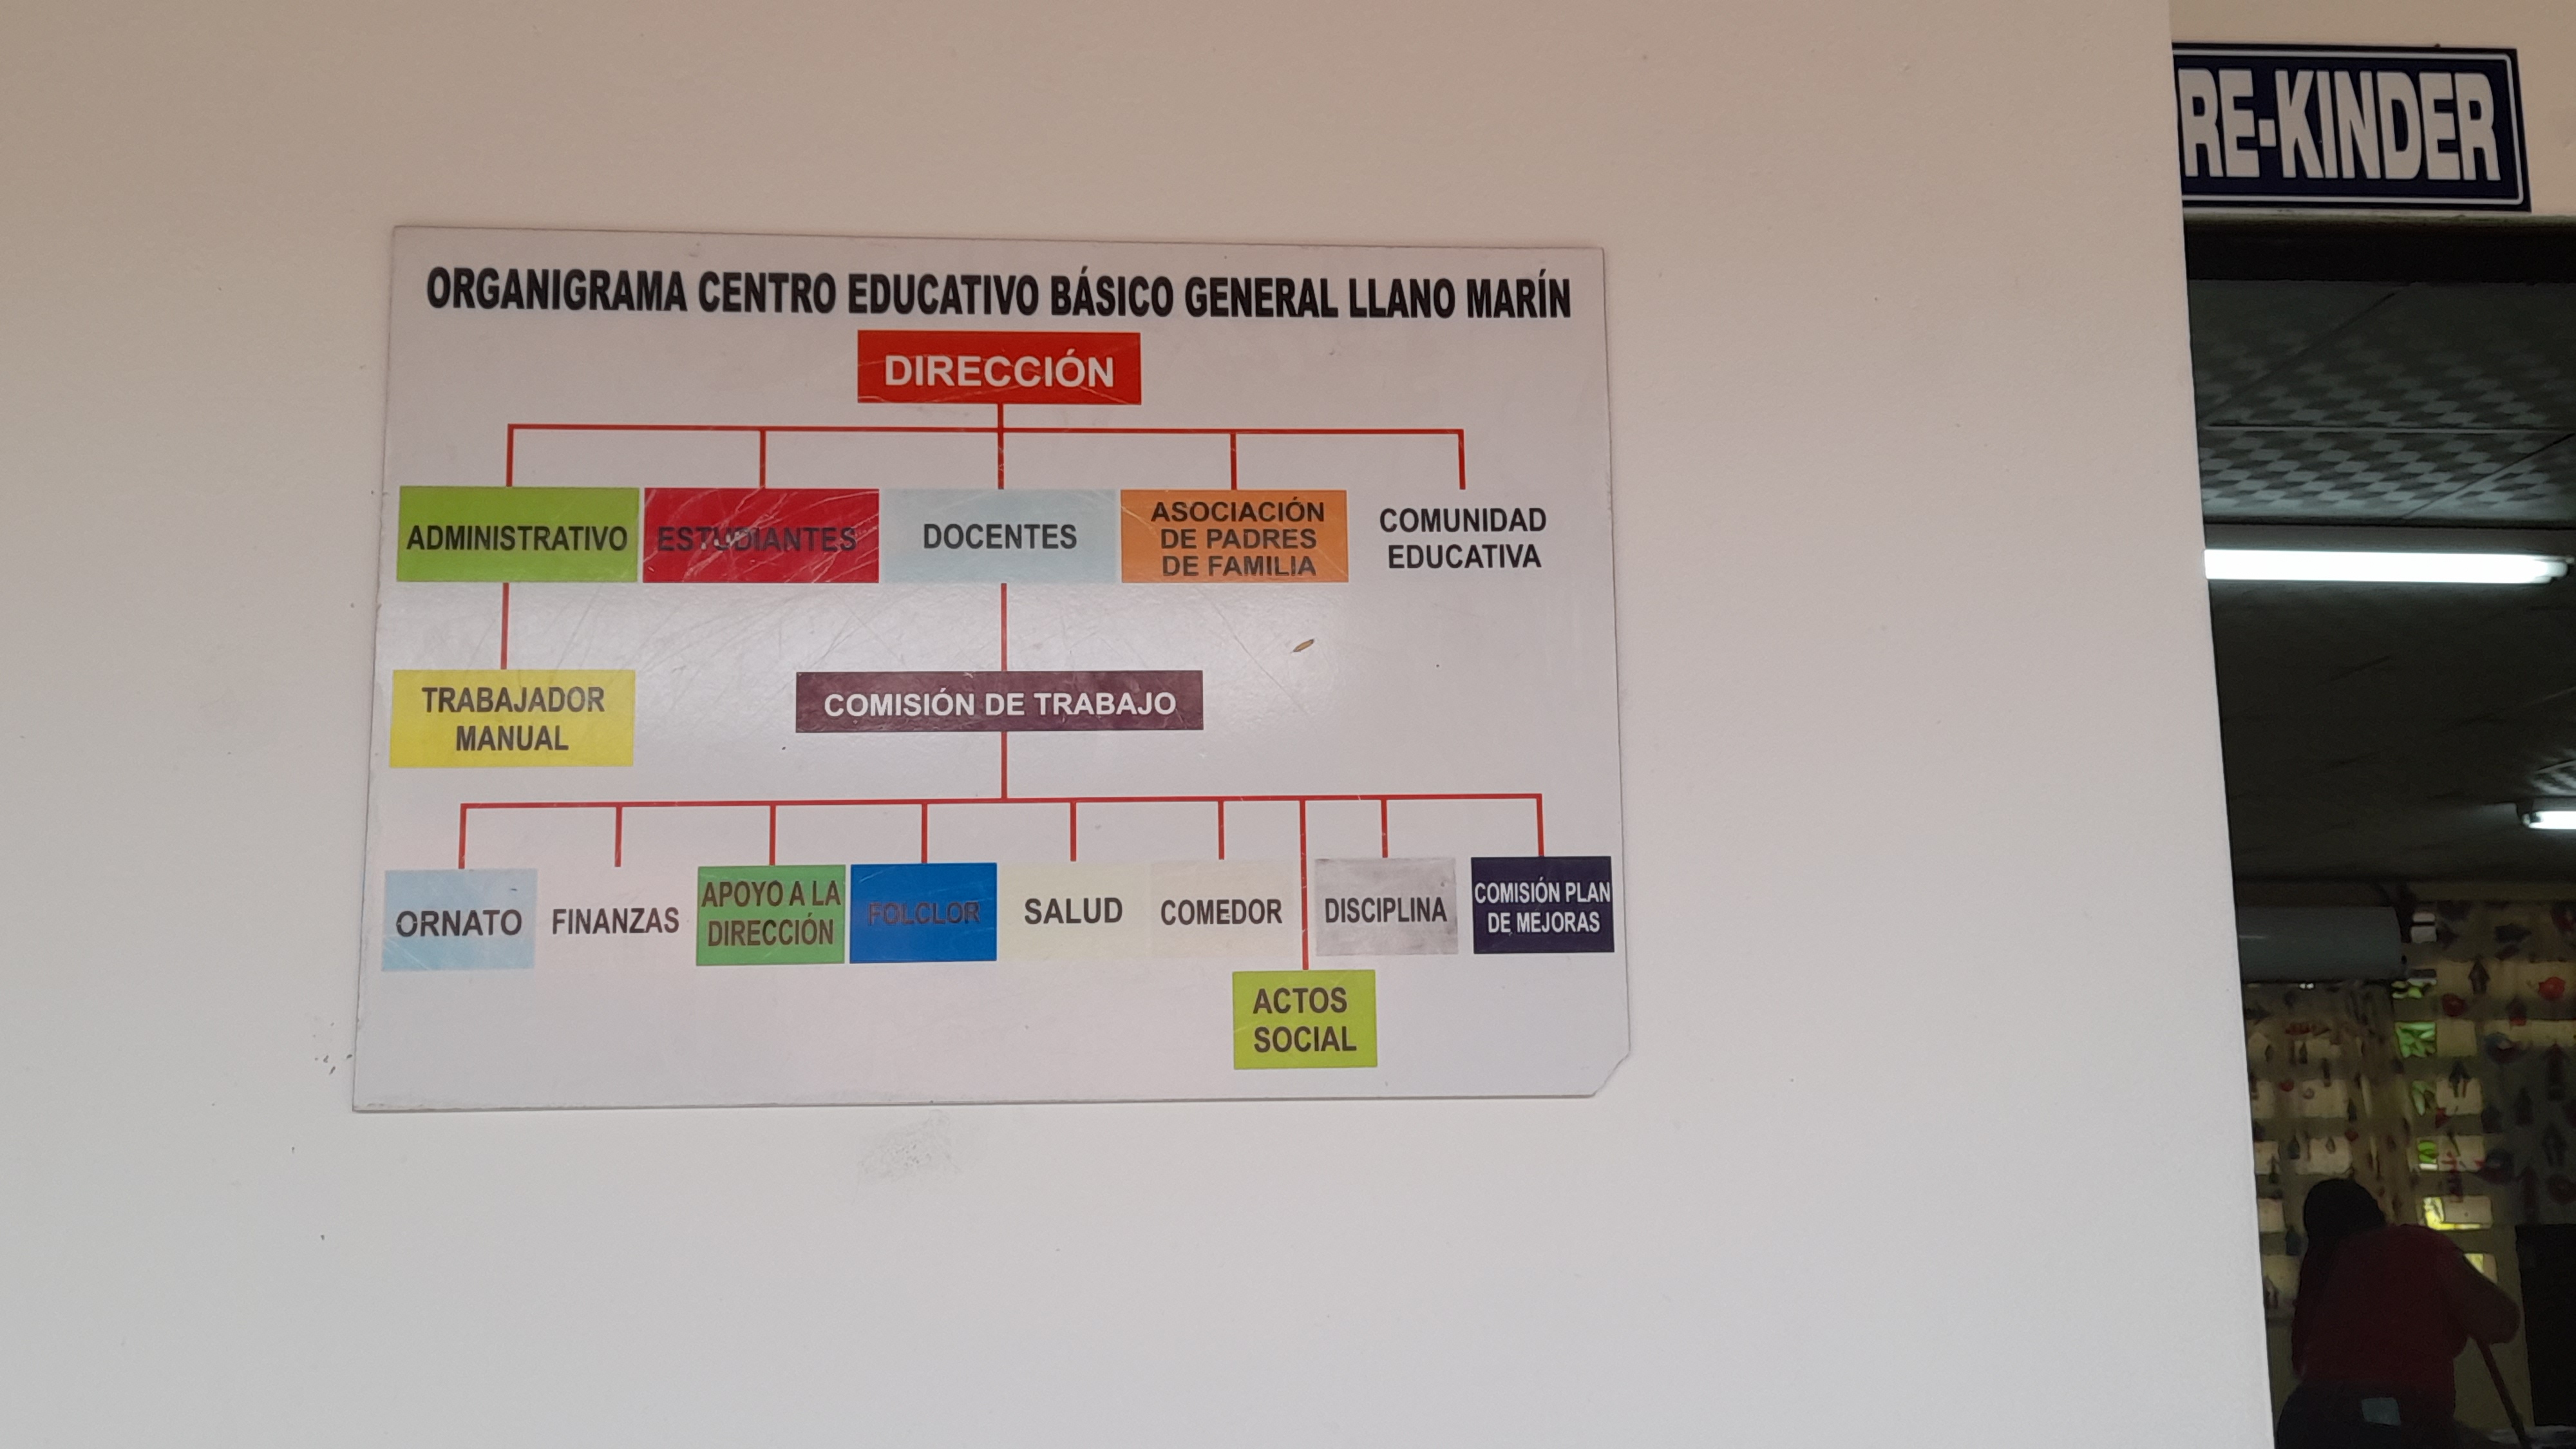 RE-KINDER
ORGANIGRAMA CENTRO EDUCATIVO BÁSICO GENERAL LLANO MARÍN
DIRECCIÓN
ADMINISTRATIVO
ESTUDIANTES
DOCENTES
ASOCIACIÓN
DE PADRES
DE FAMILIA
COMUNIDAD
EDUCATIVA
TRABAJADOR
MANUAL
COMISIÓN DE TRABAJO
ORNATO
FINANZAS
APOYO A LA
DIRECCIÓN
FOLCLOR
SALUD
COMEDOR
DISCIPLINA
COMISIÓN PLAN
DE MEJORAS
ACTOS
SOCIAL